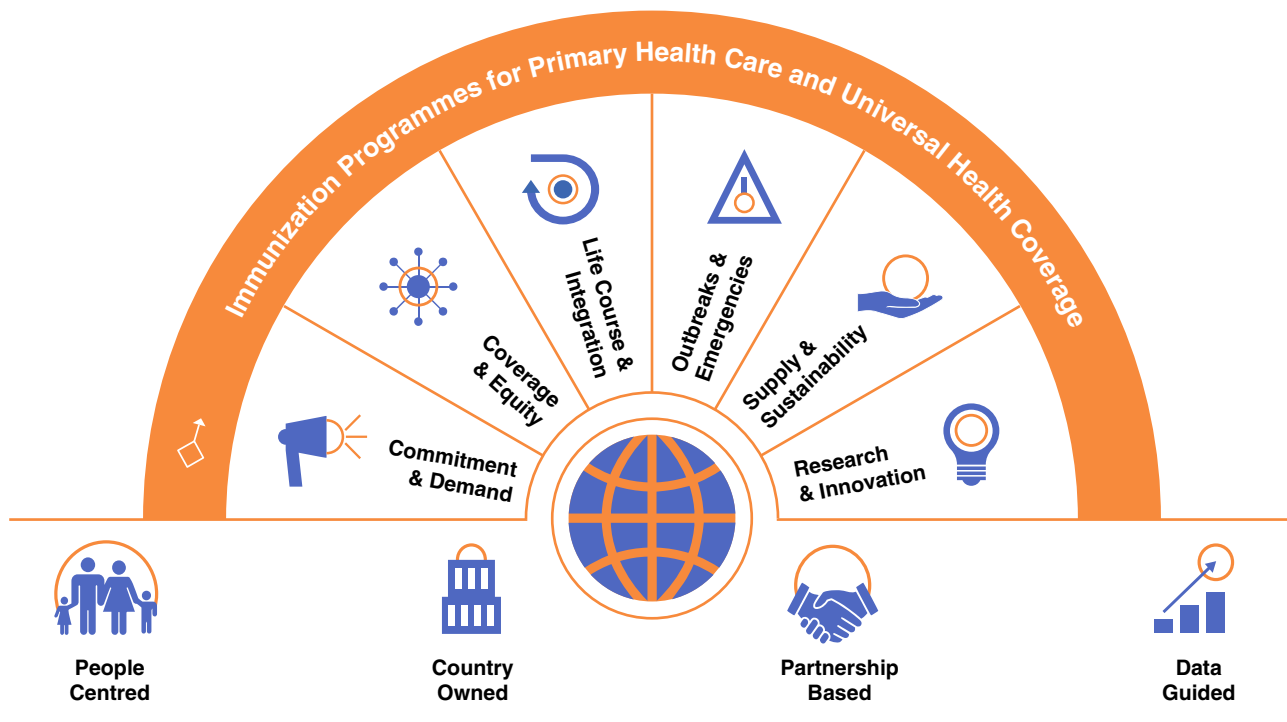 Immunization Programmes for Primary Health Care and Universal Health Coverage
Commitment
& Demand
Coverage
& Equity
Life Course &
Integration
Outbreaks &
Emergencies
Supply &
Sustainability
Research
& Innovation
People
Centred
Country
Owned
Partnership
Based
Data
Guided